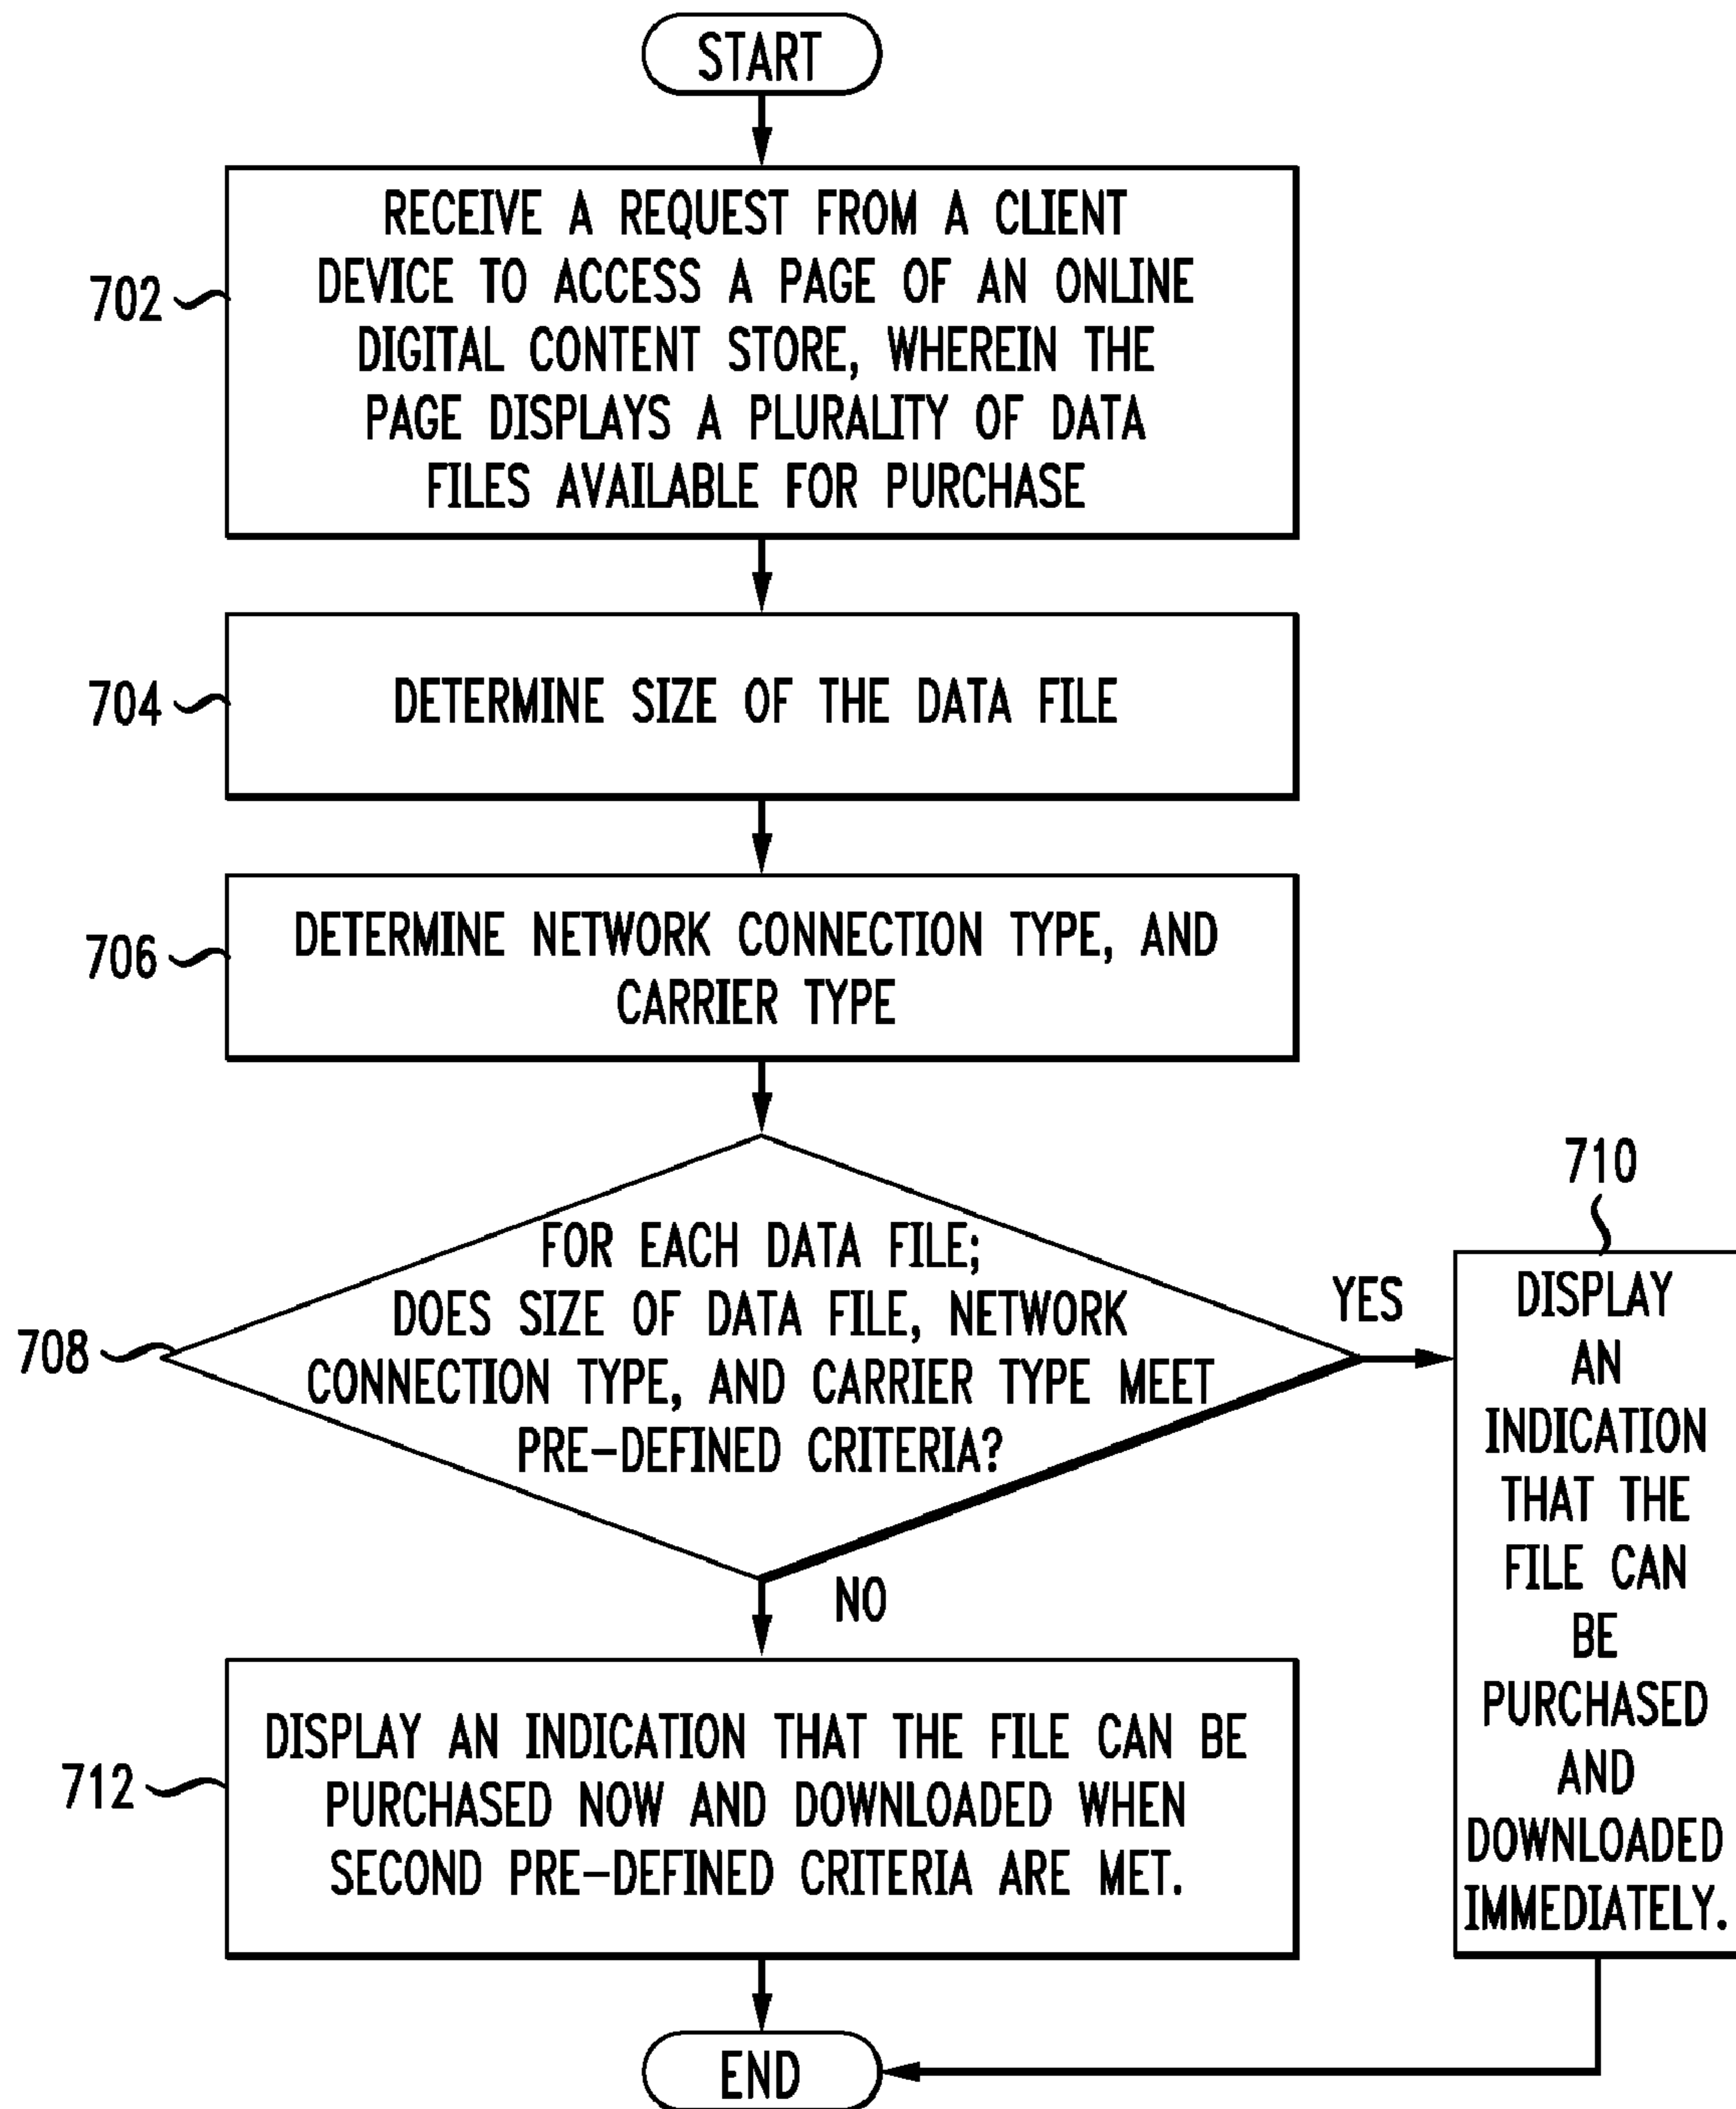 START
702
RECEIVE A REQUEST FROM A CLIENT
DEVICE TO ACCESS A PAGE OF AN ONLINE
DIGITAL CONTENT STORE, WHEREIN THE
PAGE DISPLAYS A PLURALITY OF DATA
FILES AVAILABLE FOR PURCHASE
704
DETERMINE SIZE OF THE DATA FILE
706
DETERMINE NETWORK CONNECTION TYPE, AND
CARRIER TYPE
708
FOR EACH DATA FILE;
DOES SIZE OF DATA FILE, NETWORK
CONNECTION TYPE, AND CARRIER TYPE MEET
PRE-DEFINED CRITERIA?
YES
710
DISPLAY
AN
INDICATION
THAT THE
FILE CAN
BE
PURCHASED
AND
DOWNLOADED
IMMEDIATELY.
NO
712
DISPLAY AN INDICATION THAT THE FILE CAN BE
PURCHASED NOW AND DOWNLOADED WHEN
SECOND PRE-DEFINED CRITERIA ARE MET.
END